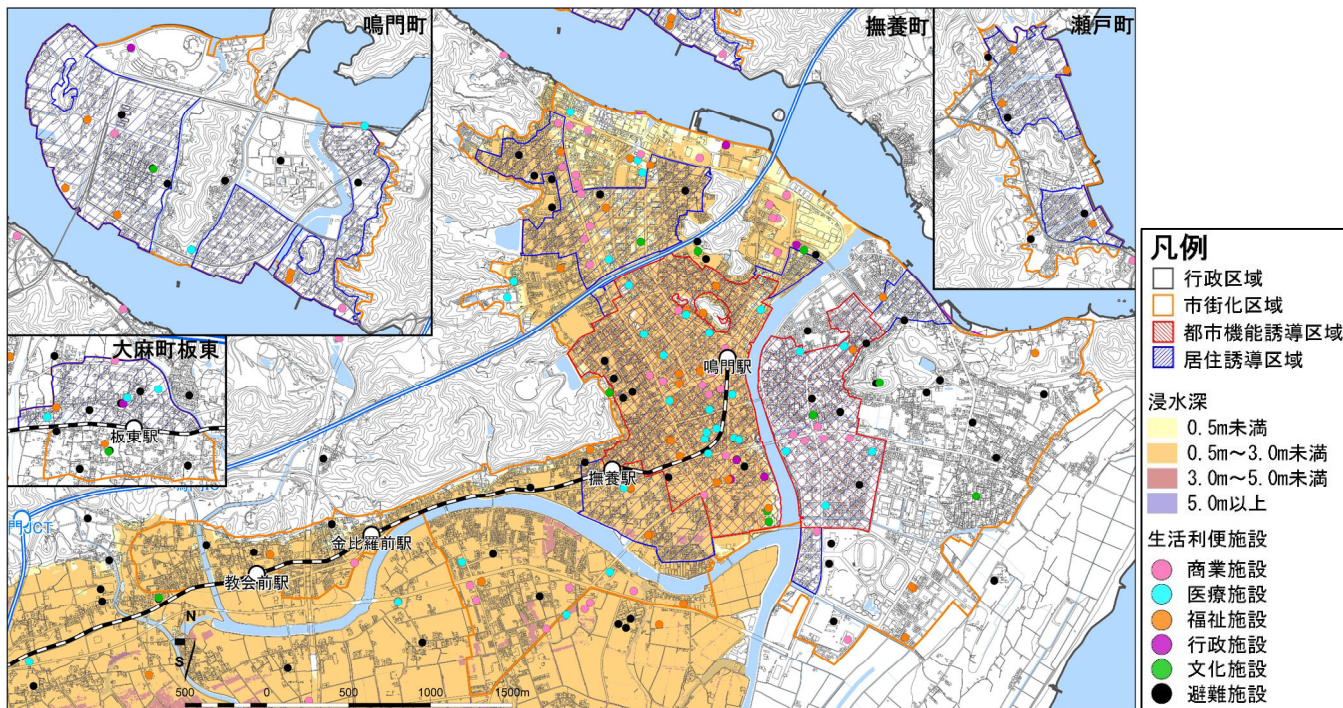 鳴門町
撫養町
瀬戸町
大麻町板東
板東駅
鳴門駅
撫養駅
金比羅前駅
教会前駅
門JCT
N
S
500 0 500 1000 1500m
凡例
行政区域
市街化区域
都市機能誘導区域
居住誘導区域
浸水深
0.5m未満
0.5m～3.0m未満
3.0m～5.0m未満
5.0m以上
生活利便施設
商業施設
医療施設
福祉施設
行政施設
文化施設
避難施設